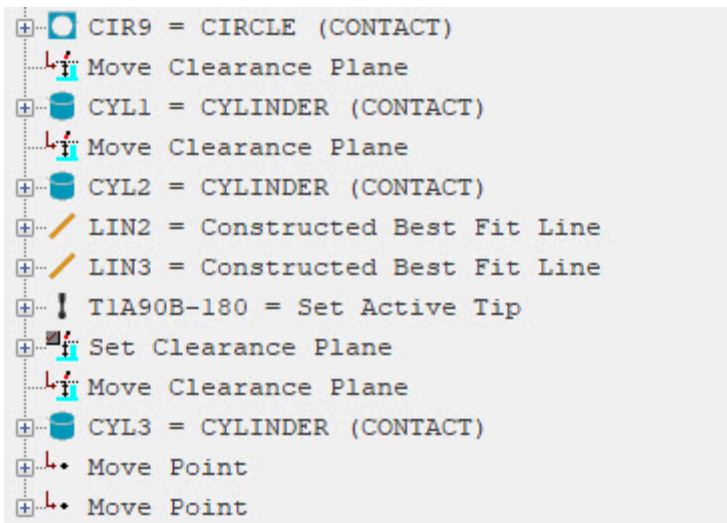 CIR9 = CIRCLE (CONTACT)
Move Clearance Plane
CYL1 = CYLINDER (CONTACT)
Move Clearance Plane
CYL2 = CYLINDER (CONTACT)
LIN2 = Constructed Best Fit Line
LIN3 = Constructed Best Fit Line
T1A90B-180 = Set Active Tip
Set Clearance Plane
Move Clearance Plane
CYL3 = CYLINDER (CONTACT)
Move Point
Move Point